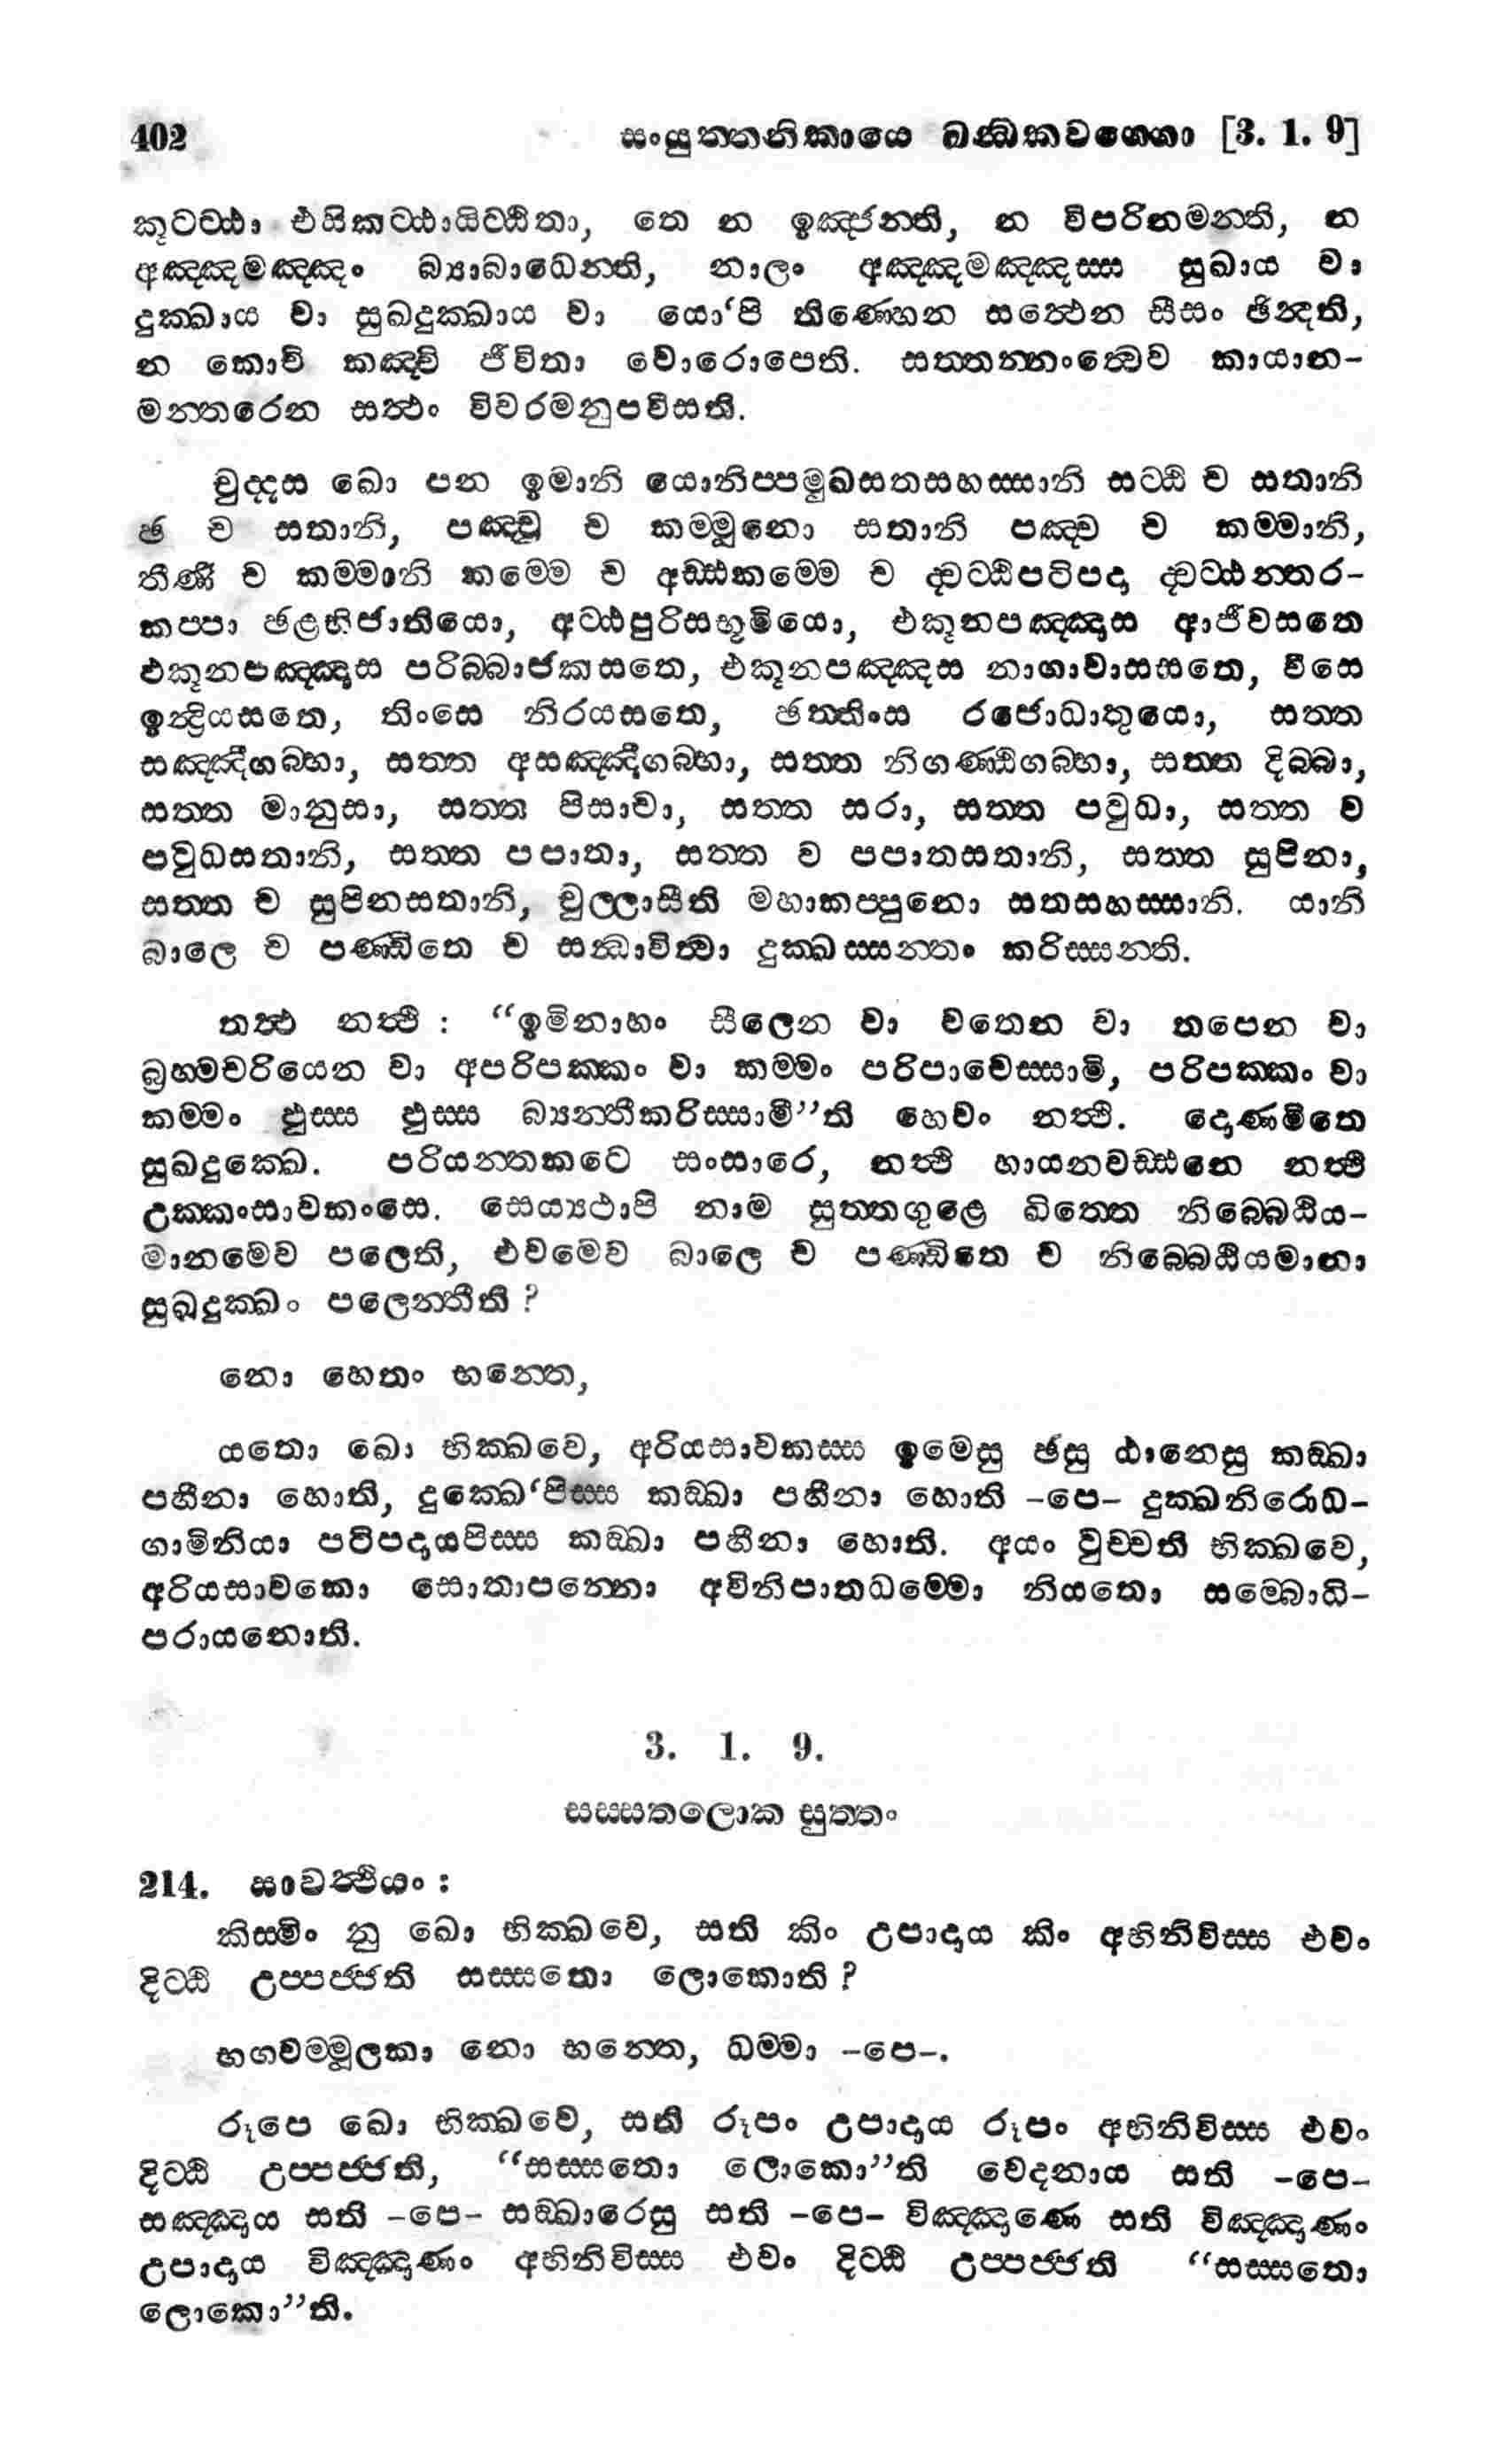 402 සංයුත්තනිකායෙ ඛන්ධකවග්ගො [3. 1. 9]
කූටට්ඨා එසිකට්ඨායිට්ඨිතා, තෙ න ඉඤ්ජන්ති, න විපරිනමන්ති, න
අඤ්ඤමඤ්ඤං බ්‍යාබාධෙන්ති, නාලං අඤ්ඤමඤ්ඤස්ස සුඛාය වා
දුක්ඛාය වා සුඛදුක්ඛාය වා යො‘පි තිණ්හෙන සත්ථෙන සීසං ඡින්දති,
න කොචි කඤ්චි ජීවිතා වොරොපෙති. සත්තන්නංත්වෙව කායාන-
මන්තරෙන සත්ථං විවරමනුපවිසති.
චුද්දස ඛො පන ඉමානි යොනිප්පමුඛසතසහස්සානි සට්ඨි ච සතානි
ඡ ච සතානි, පඤ්චූ ච කම්මුනො සතානි පඤ්ච ච කම්මානි,
තීණි ච කම්මානි කම්මෙ ච අඩ්ඪකම්මෙ ච ද්වට්ඨිපටිපදා ද්වට්ඨන්තර-
කප්පා ඡළභිජාතියො, අට්ඨපුරිසභූමියො, එකූනපඤ්ඤාස ආජීවසතෙ
එකූනපඤ්ඤාස පරිබ්බාජකසතෙ, එකූනපඤ්ඤාස නාගාවාසසතෙ, වීසෙ
ඉන්ද්‍රියසතෙ, තිංසෙ නිරයසතෙ, ඡත්තිංස රජොධාතුයො, සත්ත
සඤ්ඤීගබ්භා, සත්ත අසඤ්ඤීගබ්භා, සත්ත නිගණ්ඨිගබ්භා, සත්ත දිබ්බා,
සත්ත මානුසා, සත්ත පිසාචා, සත්ත සරා, සත්ත පවුධා, සත්ත ච
පවුධසතානි, සත්ත පපාතා, සත්ත ච පපාතසතානි, සත්ත සුපිනා,
සත්ත ච සුපිනසතානි, චූල්ලාසීති මහාකප්පුනො සතසහස්සානි. යානි
බාලෙ ච පණ්ඩිතෙ ච සන්ධාවිත්වා දුක්ඛස්සන්තං කරිස්සන්ති.
තත්ථ නත්ථි : “ඉමිනාහං සීලෙන වා වතෙන වා තපෙන වා
බ්‍රහ්මචරියෙන වා අපරිපක්කං වා කම්මං පරිපාචෙස්සාමි, පරිපක්කං වා
කම්මං ඵුස්ස ඵුස්ස බ්‍යන්තීකරිස්සාමී”ති හෙවං නත්ථි. දොණමිතෙ
සුඛදුක්ඛෙ. පරියන්තකටෙ සංසාරෙ, නත්ථි හායනවඩ්ඪනෙ නත්ථි
උක්කංසාවකංසෙ. සෙය්‍යථාපි නාම සුත්තගුළෙ ඛිත්තෙ නිබ්බෙඨිය-
මානමෙව පලෙති, එවමෙව බාලෙ ච පණ්ඩිතෙ ච නිබ්බෙඨියමානා
සුඛදුක්ඛං පලෙන්තීති ?
නො හෙතං භන්තෙ,
යතො ඛො භික්ඛවෙ, අරියසාවකස්ස ඉමෙසු ඡසු ඨානෙසු කඞ්ඛා
පහීනා හොති, දුක්ඛෙ‘පිස්ස කඞ්ඛා පහීනා හොති -පෙ- දුක්ඛනිරොධ-
ගාමිනියා පටිපදායපිස්ස කඞ්ඛා පහීනා හොති. අයං වුච්චති භික්ඛවෙ,
අරියසාවකො සොතාපන්නො අවිනිපාතධම්මො නියතො සම්බොධි-
පරායනොති.
3. 1. 9.
සස්සතලොක සුත්තං
214. සාවත්ථියං :
කිස්මිං නු ඛො භික්ඛවෙ, සති කිං උපාදාය කිං අභිනිවිස්ස එවං
දිට්ඨි උප්පජ්ජති සස්සතො ලොකොති ?
භගවම්මූලකා නො භන්තෙ, ධම්මා -පෙ-.
රූපෙ ඛො භික්ඛවෙ, සති රූපං උපාදාය රූපං අභිනිවිස්ස එවං
දිට්ඨි උප්පජ්ජති, “සස්සතො ලොකො”ති වෙදනාය සති -පෙ-
සඤ්ඤාය සති -පෙ- සඞ්ඛාරෙසු සති -පෙ- විඤ්ඤාණෙ සති විඤ්ඤාණං
උපාදාය විඤ්ඤාණං අභිනිවිස්ස එවං දිට්ඨි උප්පජ්ජති “සස්සතො
ලොකො”ති.